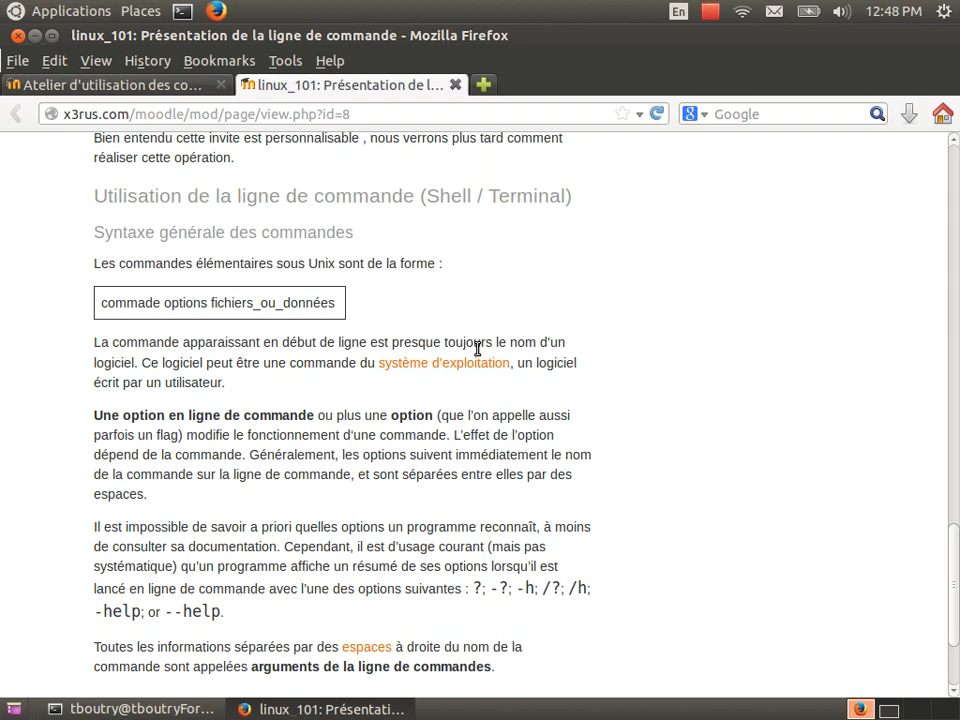 Applications Places En 12:48 PM
linux_101: Présentation de la ligne de commande - Mozilla Firefox
File Edit View History Bookmarks Tools Help
Atelier d'utilisation des co... linux_101: Présentation de l...
x3rus.com/moodle/mod/page/view.php?id=8 Google
Bien entendu cette invite est personnalisable , nous verrons plus tard comment
réaliser cette opération.
Utilisation de la ligne de commande (Shell / Terminal)
Syntaxe générale des commandes
Les commandes élémentaires sous Unix sont de la forme :
commade options fichiers_ou_données
La commande apparaissant en début de ligne est presque toujours le nom d'un
logiciel. Ce logiciel peut être une commande du système d'exploitation, un logiciel
écrit par un utilisateur.
Une option en ligne de commande ou plus une option (que l'on appelle aussi
parfois un flag) modifie le fonctionnement d'une commande. L'effet de l'option
dépend de la commande. Généralement, les options suivent immédiatement le nom
de la commande sur la ligne de commande, et sont séparées entre elles par des
espaces.
Il est impossible de savoir a priori quelles options un programme reconnaît, à moins
de consulter sa documentation. Cependant, il est d'usage courant (mais pas
systématique) qu'un programme affiche un résumé de ses options lorsqu'il est
lancé en ligne de commande avec l'une des options suivantes : ?; -?; -h; /?; /h;
-help; or --help.
Toutes les informations séparées par des espaces à droite du nom de la
commande sont appelées arguments de la ligne de commandes.
tboutry@tboutryFor... linux_101: Présentati...